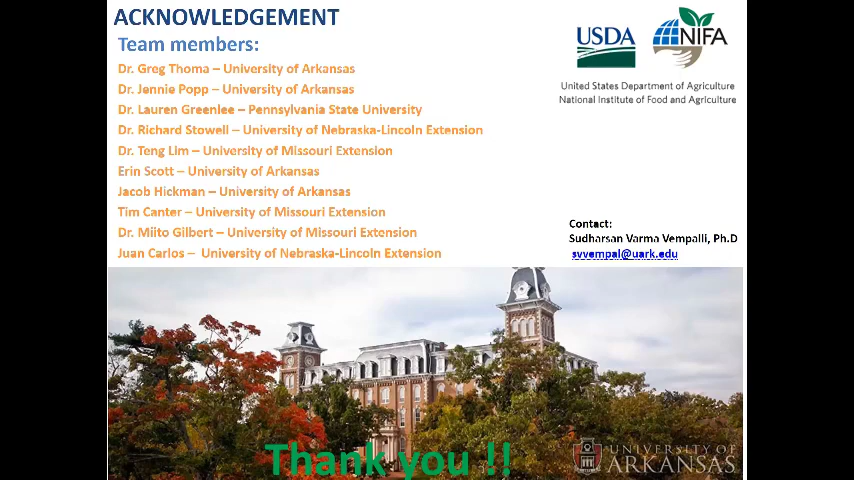 ACKNOWLEDGEMENT
Team members:
Dr. Greg Thoma – University of Arkansas
Dr. Jennie Popp – University of Arkansas
Dr. Lauren Greenlee – Pennsylvania State University
Dr. Richard Stowell – University of Nebraska-Lincoln Extension
Dr. Teng Lim – University of Missouri Extension
Erin Scott – University of Arkansas
Jacob Hickman – University of Arkansas
Tim Canter – University of Missouri Extension
Dr. Miito Gilbert – University of Missouri Extension
Juan Carlos – University of Nebraska-Lincoln Extension
USDA
NIFA
United States Department of Agriculture
National Institute of Food and Agriculture
Contact:
Sudharsan Varma Vempalli, Ph.D
svvempal@uark.edu
Thank you !!
UNIVERSITY OF
ARKANSAS